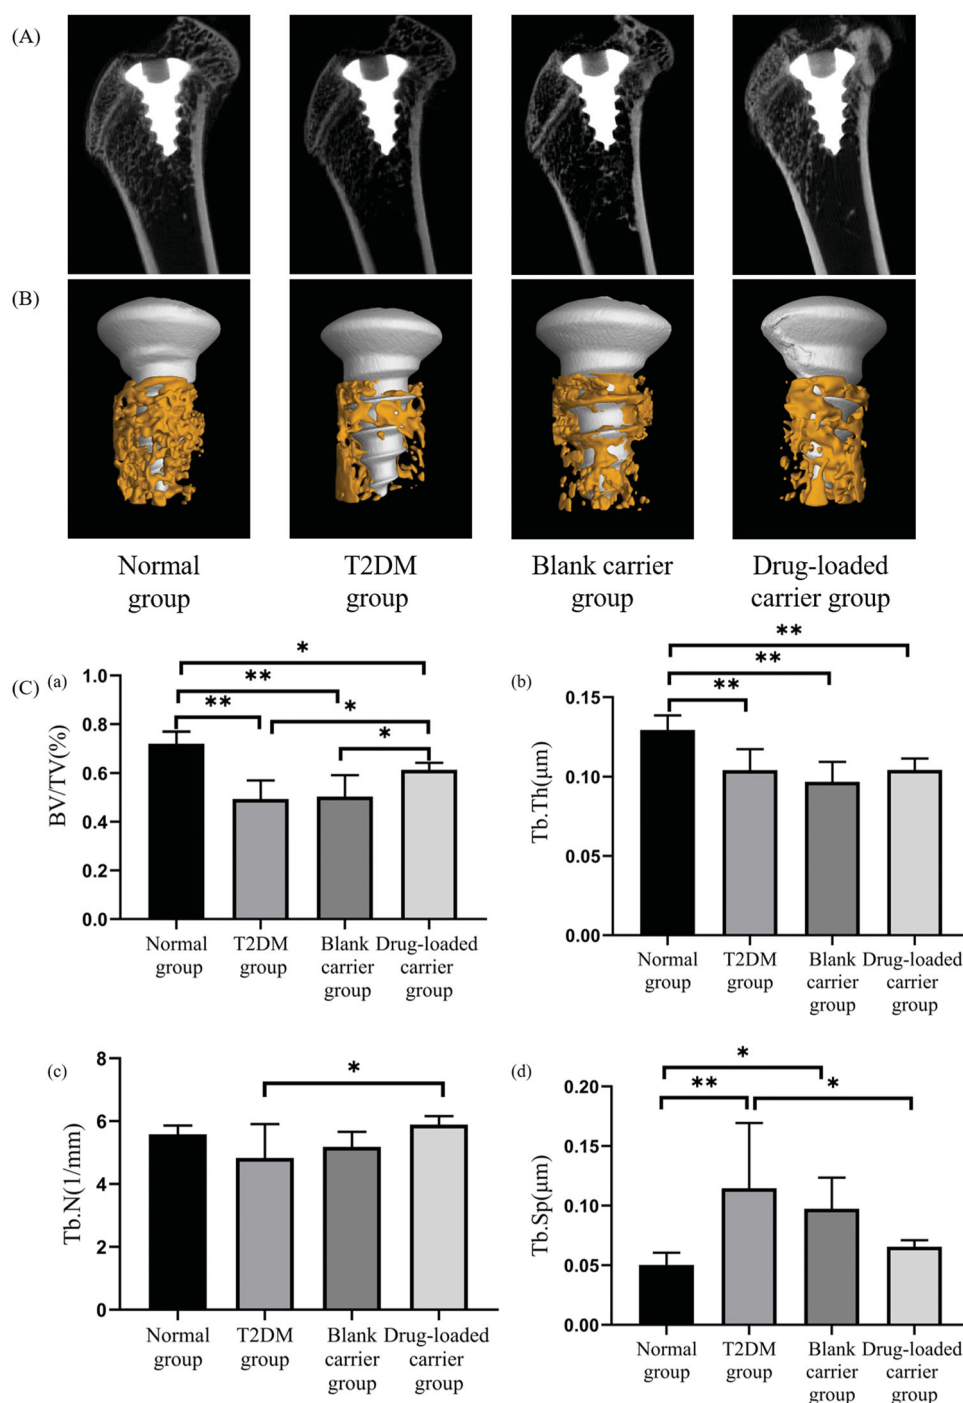 (A)
(B)
Normal
group
T2DM
group
Blank carrier
group
Drug-loaded
carrier group
(C)
(a)
BV/TV(%)
1.0
0.8
0.6
0.4
0.2
0.0
*
**
**
*
*
Normal
group
T2DM
group
Blank
carrier
group
Drug-loaded
carrier group
(b)
Tb.Th(μm)
0.15
0.10
0.05
0.00
**
**
**
Normal
group
T2DM
group
Blank
carrier
group
Drug-loaded
carrier
group
(c)
Tb.N(1/mm)
8
6
4
2
0
*
Normal
group
T2DM
group
Blank
carrier
group
Drug-loaded
carrier
group
(d)
Tb.Sp(μm)
0.20
0.15
0.10
0.05
0.00
*
**
*
Normal
group
T2DM
group
Blank
carrier
group
Drug-loaded
carrier
group